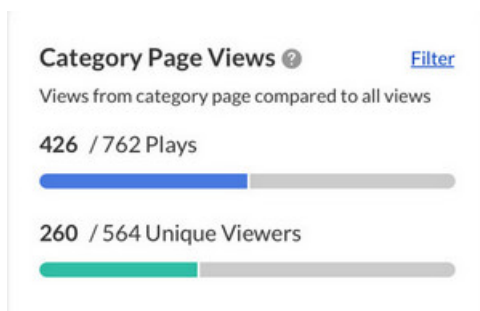 Category Page Views ? Filter
Views from category page compared to all views
426 / 762 Plays
260 / 564 Unique Viewers